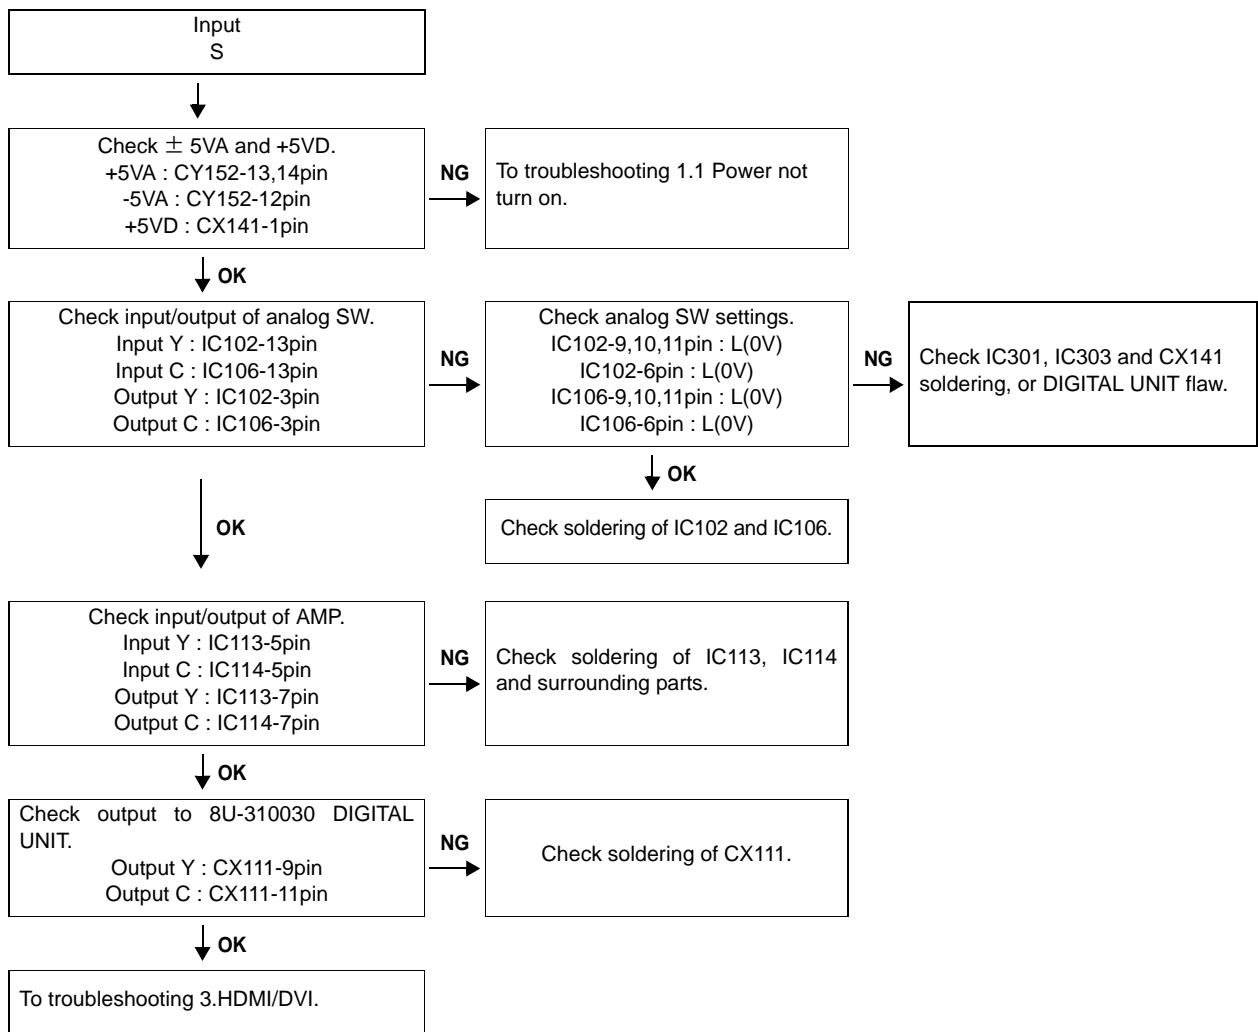 Input
S
Check ± 5VA and +5VD.
+5VA : CY152-13,14pin
-5VA : CY152-12pin
+5VD : CX141-1pin
NG
To troubleshooting 1.1 Power not
turn on.
OK
Check input/output of analog SW.
Input Y : IC102-13pin
Input C : IC106-13pin
Output Y : IC102-3pin
Output C : IC106-3pin
NG
Check analog SW settings.
IC102-9,10,11pin : L(0V)
IC102-6pin : L(0V)
IC106-9,10,11pin : L(0V)
IC106-6pin : L(0V)
NG
Check IC301, IC303 and CX141
soldering, or DIGITAL UNIT flaw.
OK
Check soldering of IC102 and IC106.
OK
Check input/output of AMP.
Input Y : IC113-5pin
Input C : IC114-5pin
Output Y : IC113-7pin
Output C : IC114-7pin
NG
Check soldering of IC113, IC114
and surrounding parts.
OK
Check output to 8U-310030 DIGITAL
UNIT.
Output Y : CX111-9pin
Output C : CX111-11pin
NG
Check soldering of CX111.
OK
To troubleshooting 3.HDMI/DVI.